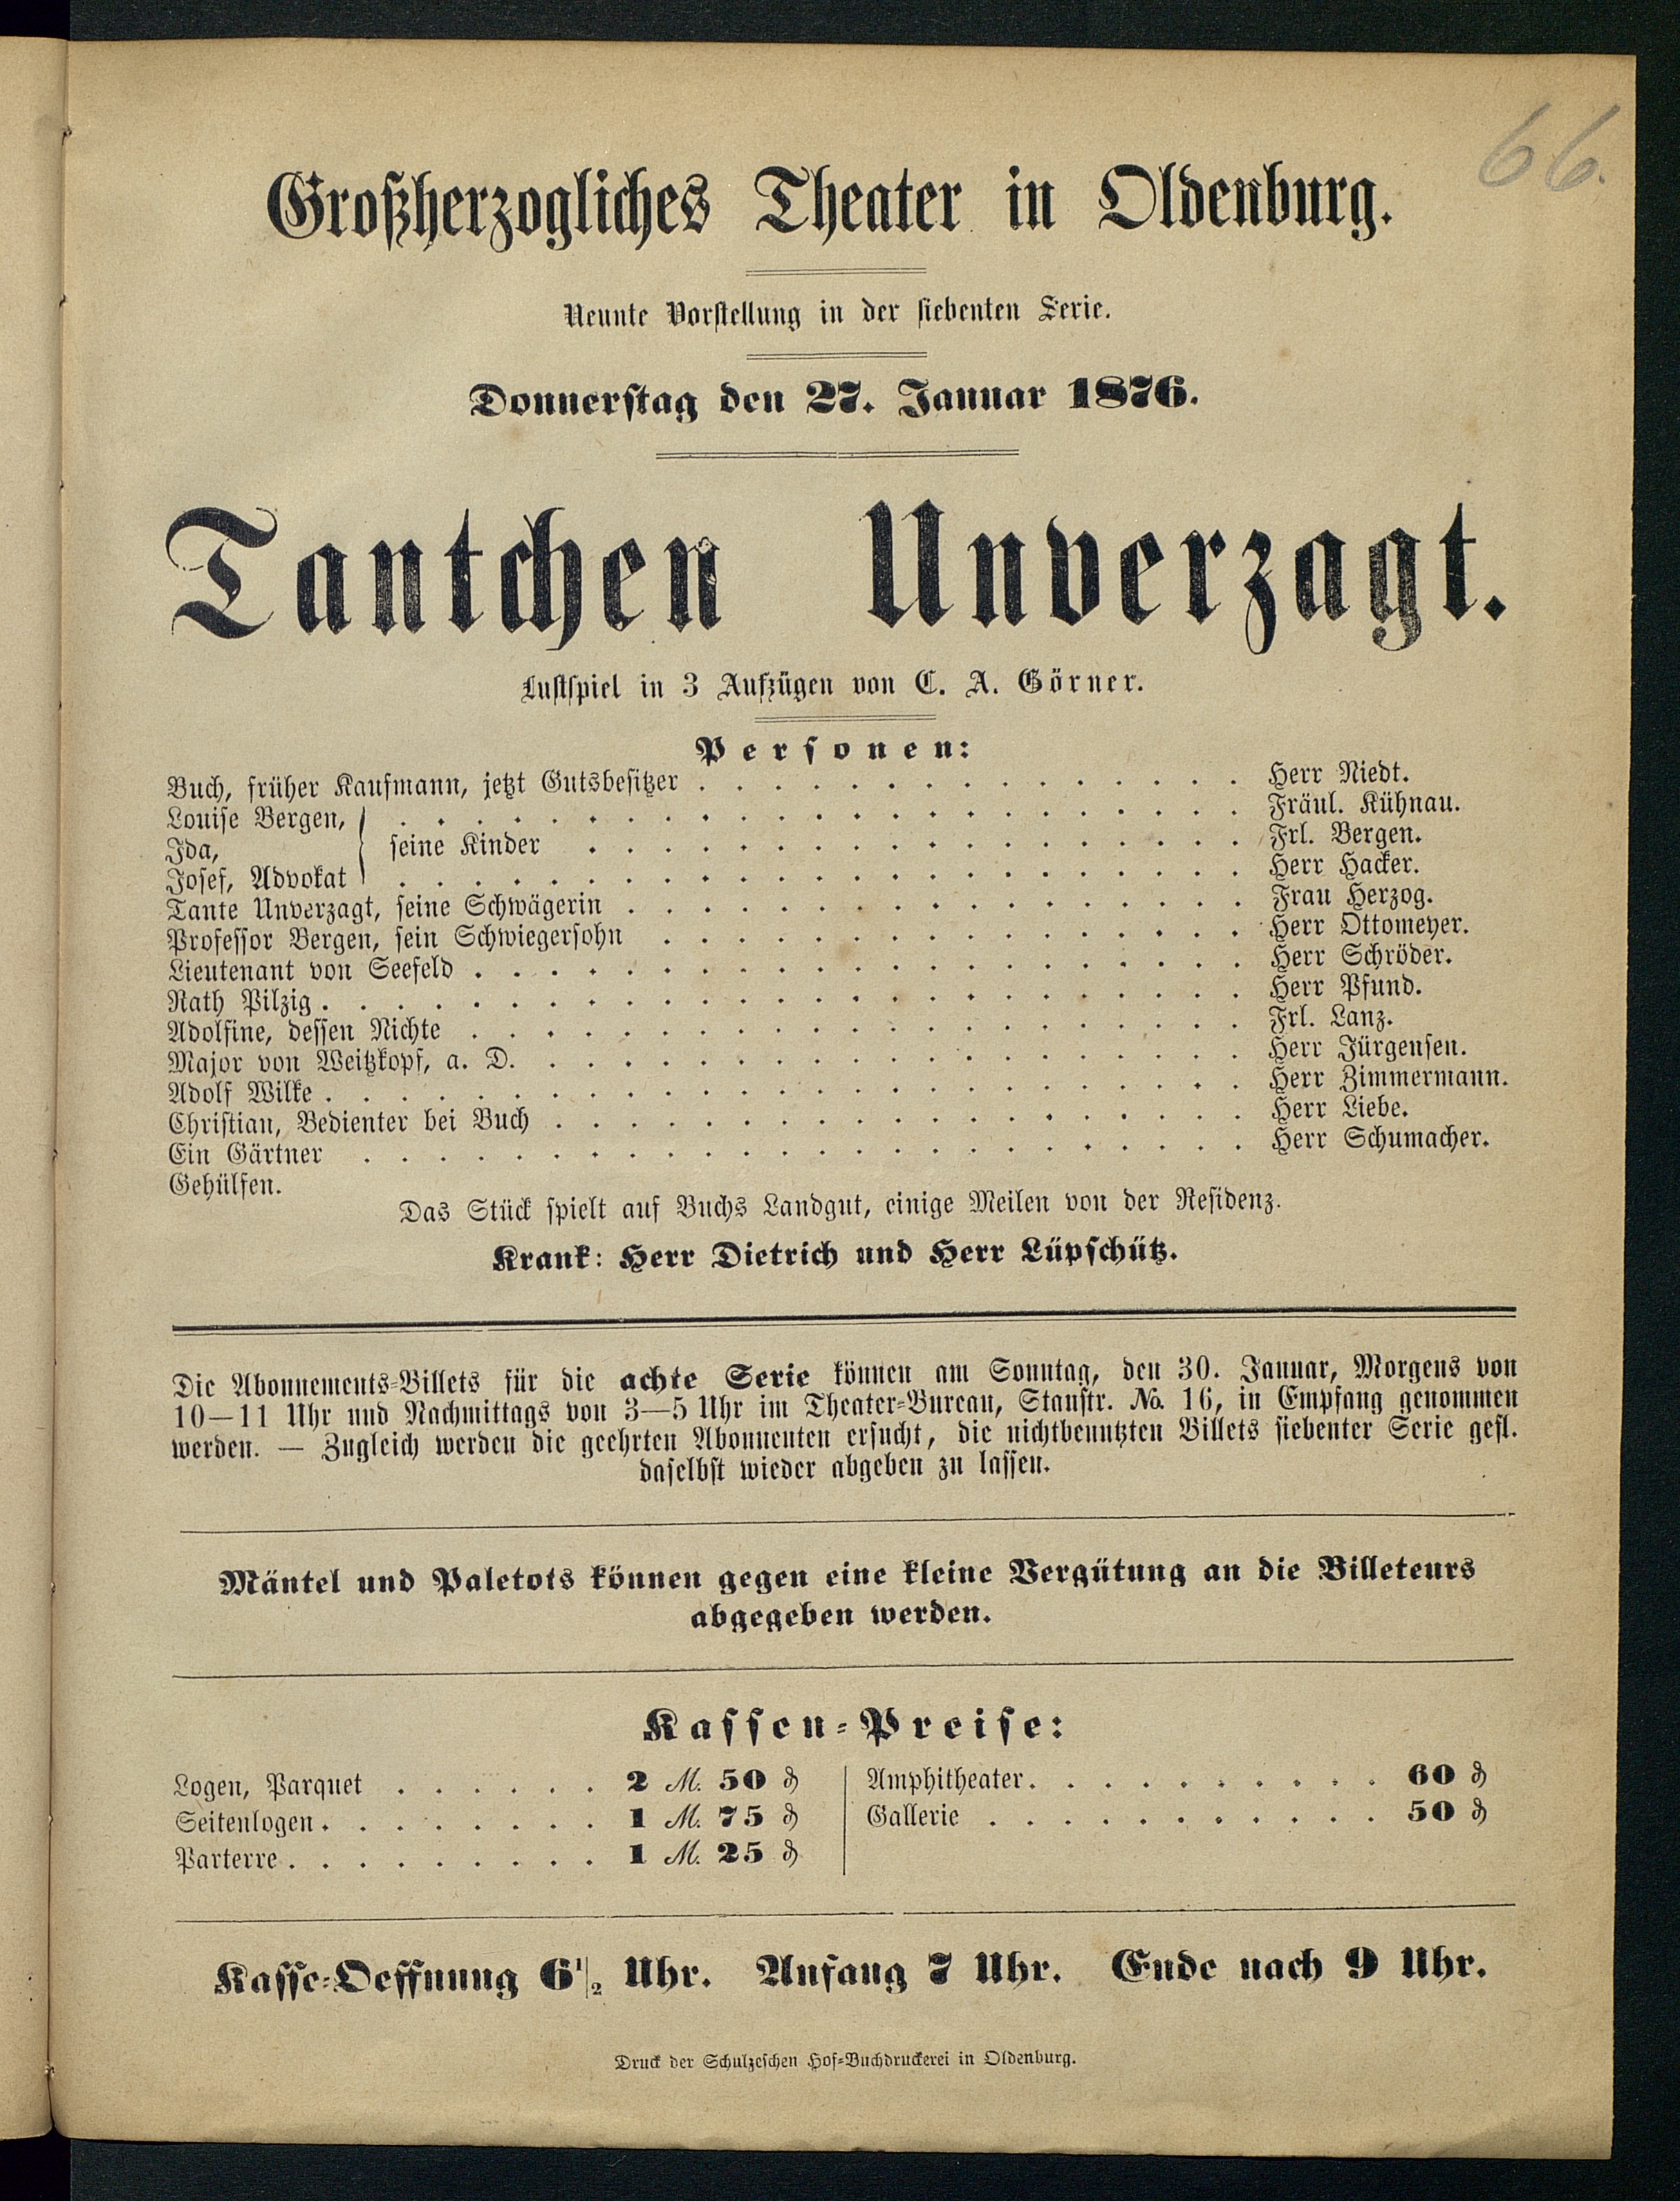 66.
Großherzogliches Theater in Oldenburg.
Neunte Vorstellung in der siebenten Serie.
Donnerstag den 27. Januar 1876.
Tantchen Unverzagt.
Lustspiel in 3 Aufzügen von C. A. Görner.
Personen:
Buch, früher Kaufmann, jetzt Gutsbesitzer . . . . . . . . . . . . . . . Herr Niedt.
Louise Bergen, . . . . . . . . . . . . . . . Fräul. Kühnau.
Ida, } seine Kinder . . . . . . . . . . . . . . . Frl. Bergen.
Josef, Advokat . . . . . . . . . . . . . . . Herr Hacker.
Tante Unverzagt, seine Schwägerin . . . . . . . . . . . . . . . Frau Herzog.
Professor Bergen, sein Schwiegersohn . . . . . . . . . . . . . . . Herr Ottomeyer.
Lieutenant von Seefeld . . . . . . . . . . . . . . . Herr Schröder.
Rath Pilzig . . . . . . . . . . . . . . . Herr Pfund.
Adolfine, dessen Nichte . . . . . . . . . . . . . . . Frl. Lanz.
Major von Weitzkopf, a. D. . . . . . . . . . . . . . . . Herr Jürgensen.
Adolf Wilke . . . . . . . . . . . . . . . Herr Zimmermann.
Christian, Bedienter bei Buch . . . . . . . . . . . . . . . Herr Liebe.
Ein Gärtner . . . . . . . . . . . . . . . Herr Schumacher.
Gehülfen.
Das Stück spielt auf Buchs Landgut, einige Meilen von der Residenz.
Krank: Herr Dietrich und Herr Lüpschütz.
Die Abonnements-Billets für die achte Serie können am Sonntag, den 30. Januar, Morgens von
10—11 Uhr und Nachmittags von 3—5 Uhr im Theater-Bureau, Staustr. No. 16, in Empfang genommen
werden. — Zugleich werden die geehrten Abonnenten ersucht, die nichtbenutzten Billets siebenter Serie gefl.
daselbst wieder abgeben zu lassen.
Mäntel und Paletots können gegen eine kleine Vergütung an die Billeteurs
abgegeben werden.
Kassen-Preise:
Logen, Parquet . . . . . . 2 M. 50 ₰
Seitenlogen . . . . . . . . 1 M. 75 ₰
Parterre . . . . . . . . . 1 M. 25 ₰
Amphitheater . . . . . . . . . . 60 ₰
Gallerie . . . . . . . . . . . 50 ₰
Kasse-Oeffnung 6½ Uhr. Anfang 7 Uhr. Ende nach 9 Uhr.
Druck der Schulzeschen Hof-Buchdruckerei in Oldenburg.